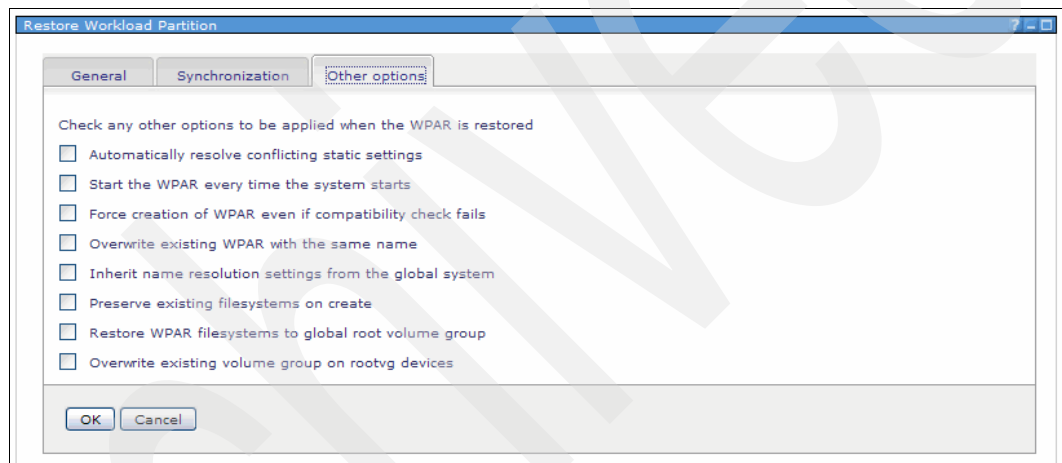 Restore Workload Partition ? – □
General Synchronization Other options
Check any other options to be applied when the WPAR is restored
Automatically resolve conflicting static settings
Start the WPAR every time the system starts
Force creation of WPAR even if compatibility check fails
Overwrite existing WPAR with the same name
Inherit name resolution settings from the global system
Preserve existing filesystems on create
Restore WPAR filesystems to global root volume group
Overwrite existing volume group on rootvg devices
OK Cancel